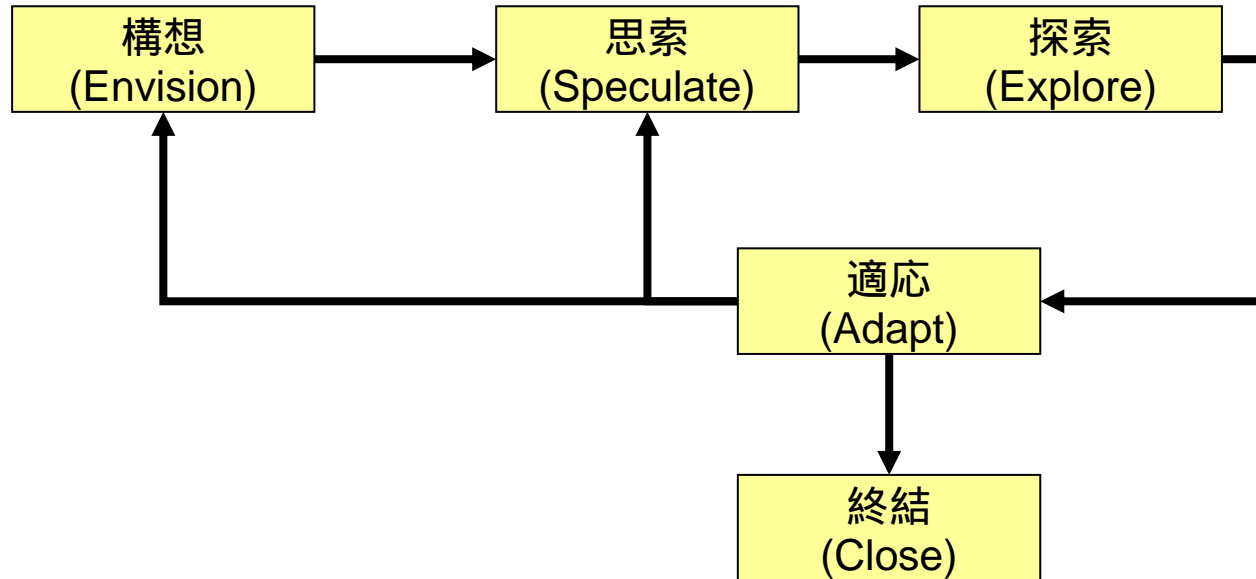 構想
(Envision)
思索
(Speculate)
探索
(Explore)
適応
(Adapt)
終結
(Close)